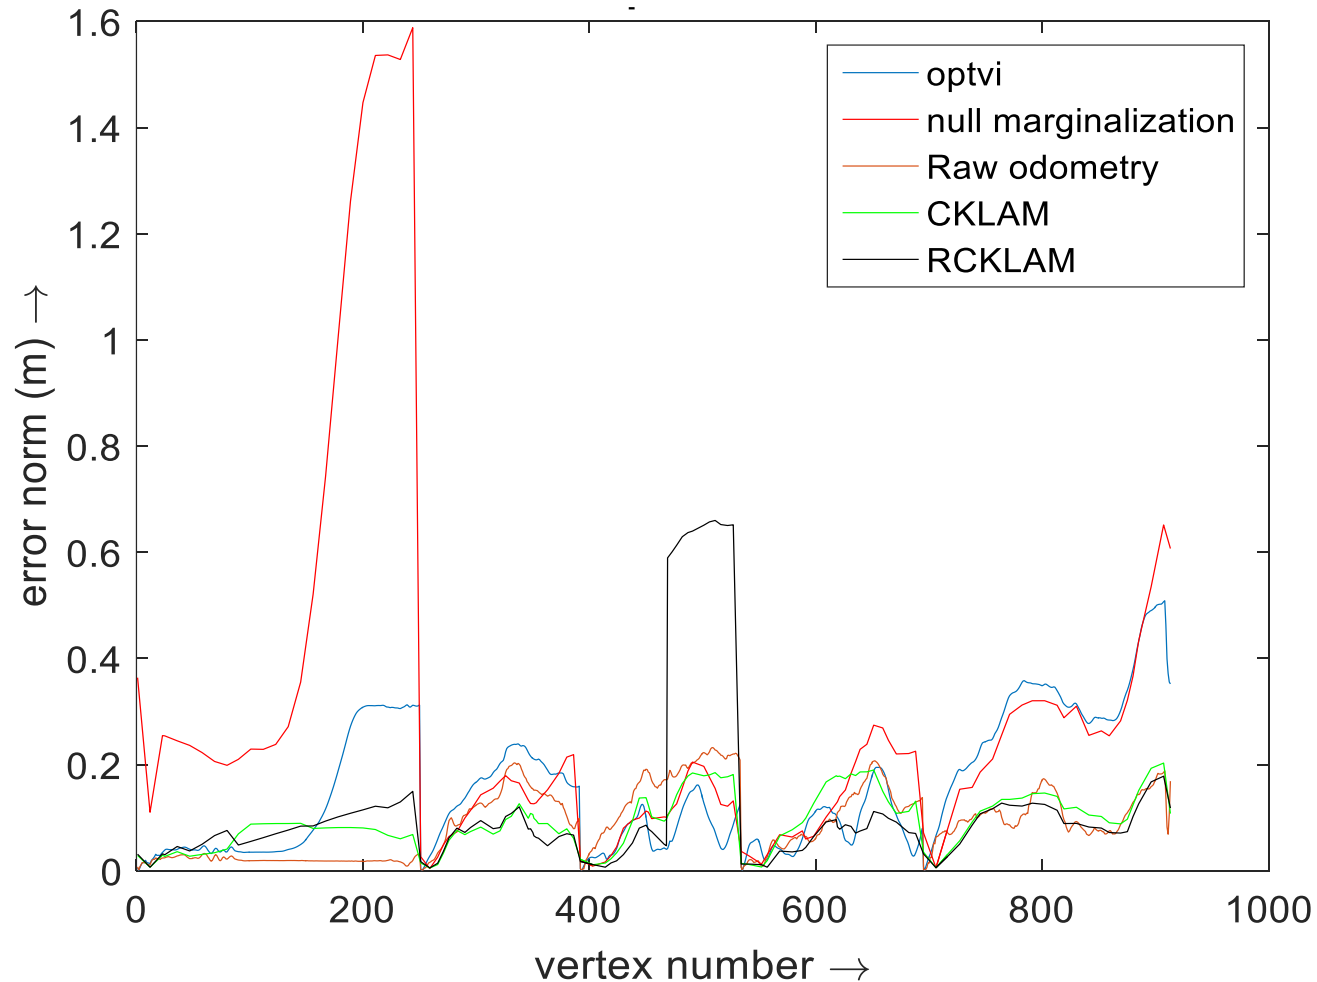 -
1.6
1.4
1.2
1
0.8
0.6
0.4
0.2
0
error norm (m) →
optvi
null marginalization
Raw odometry
CKLAM
RCKLAM
0 200 400 600 800 1000
vertex number →